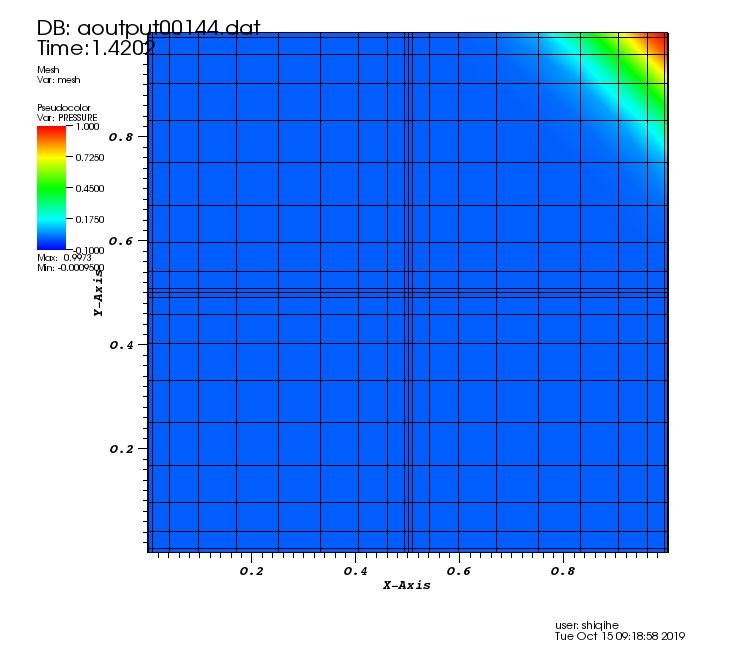 DB: aoutput00144.dat
Time:1.4202
Mesh
Var: mesh
Pseudocolor
Var: PRESSURE
1.000
0.7250
0.4500
0.1750
-0.1000
Max: 0.9973
Min: -0.0009500
0.8
0.6
0.4
0.2
Y-Axis
0.2 0.4 0.6 0.8
X-Axis
user: shiqihe
Tue Oct 15 09:18:58 2019